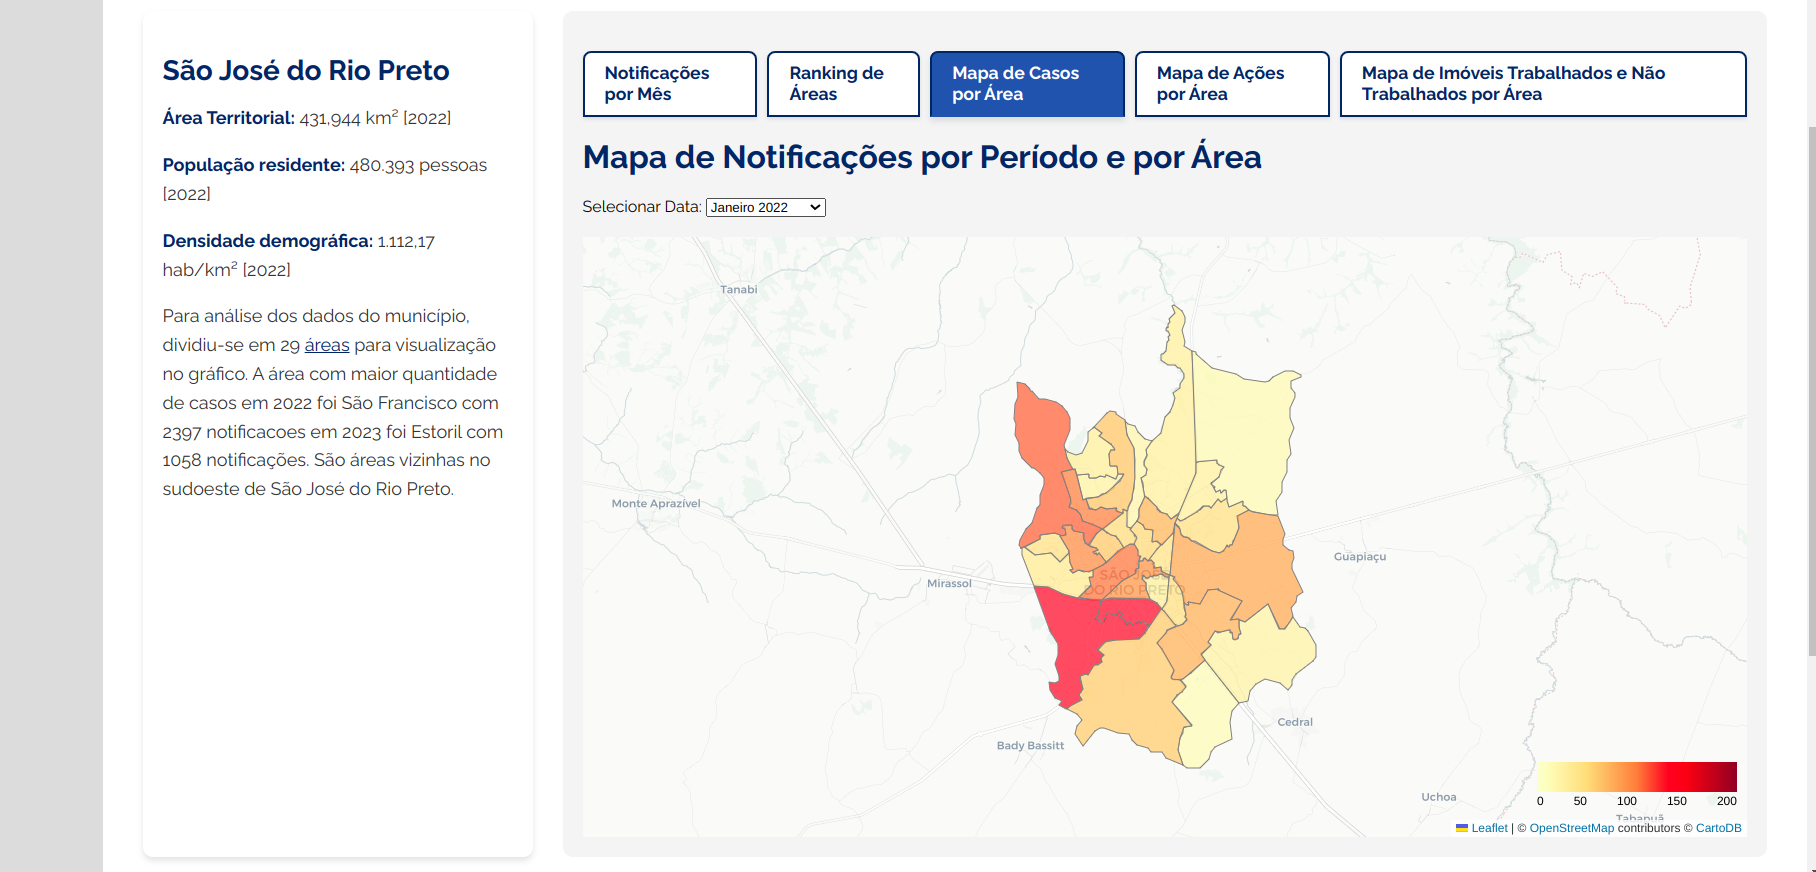 São José do Rio Preto
Área Territorial: 431,944 km² [2022]
População residente: 480.393 pessoas
[2022]
Densidade demográfica: 1.112,17
hab/km² [2022]
Para análise dos dados do município,
dividiu-se em 29 áreas para visualização
no gráfico. A área com maior quantidade
de casos em 2022 foi São Francisco com
2397 notificacoes em 2023 foi Estoril com
1058 notificações. São áreas vizinhas no
sudoeste de São José do Rio Preto.
Notificações
por Mês
Ranking de
Áreas
Mapa de Casos
por Área
Mapa de Ações
por Área
Mapa de Imóveis Trabalhados e Não
Trabalhados por Área
Mapa de Notificações por Período e por Área
Selecionar Data: Janeiro 2022
Tanabi
Monte Aprazível
Guapiaçu
Mirassol
SÃO JOSÉ
DO RIO PRETO
Cedral
Bady Bassitt
Uchoa
0 50 100 150 200
Tabapuã
Leaflet | © OpenStreetMap contributors © CartoDB